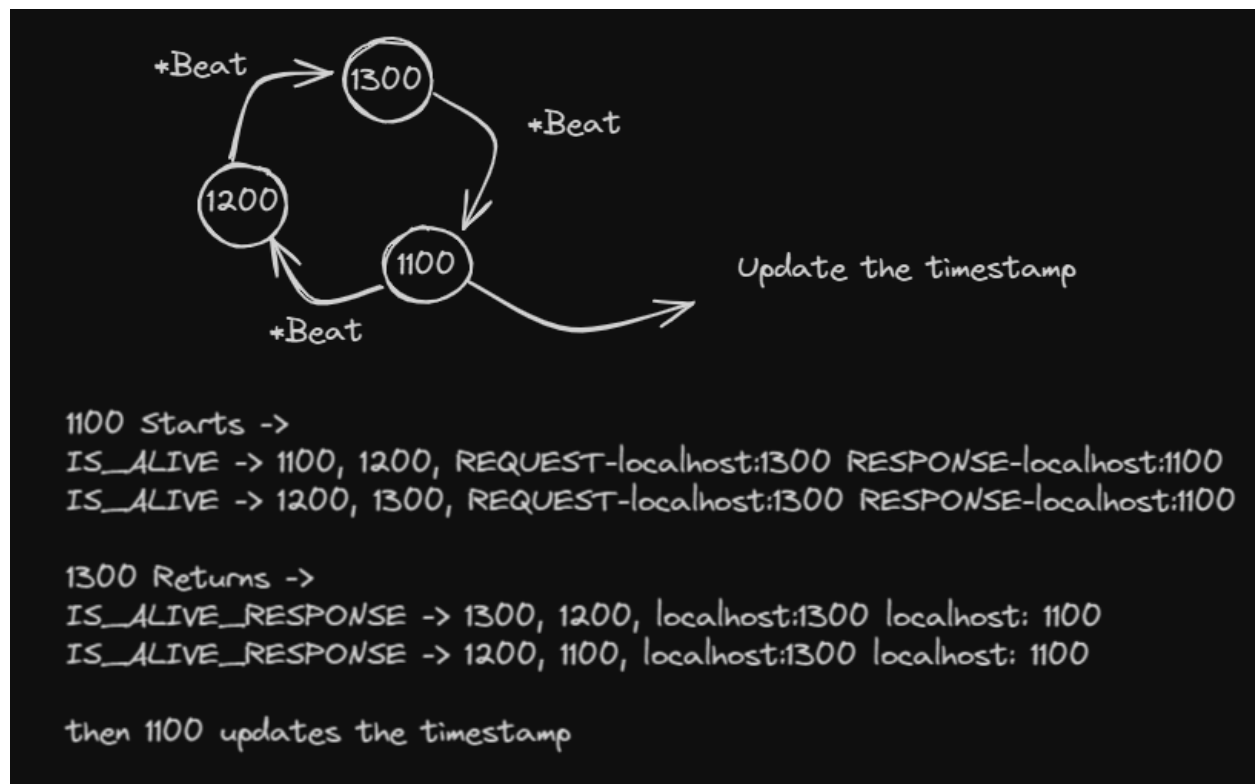 *Beat
1300
*Beat
1200
1100
Update the timestamp
*Beat
1100 Starts ->
IS_ALIVE -> 1100, 1200, REQUEST-localhost:1300 RESPONSE-localhost:1100
IS_ALIVE -> 1200, 1300, REQUEST-localhost:1300 RESPONSE-localhost:1100
1300 Returns ->
IS_ALIVE_RESPONSE -> 1300, 1200, localhost:1300 localhost: 1100
IS_ALIVE_RESPONSE -> 1200, 1100, localhost:1300 localhost: 1100
then 1100 updates the timestamp